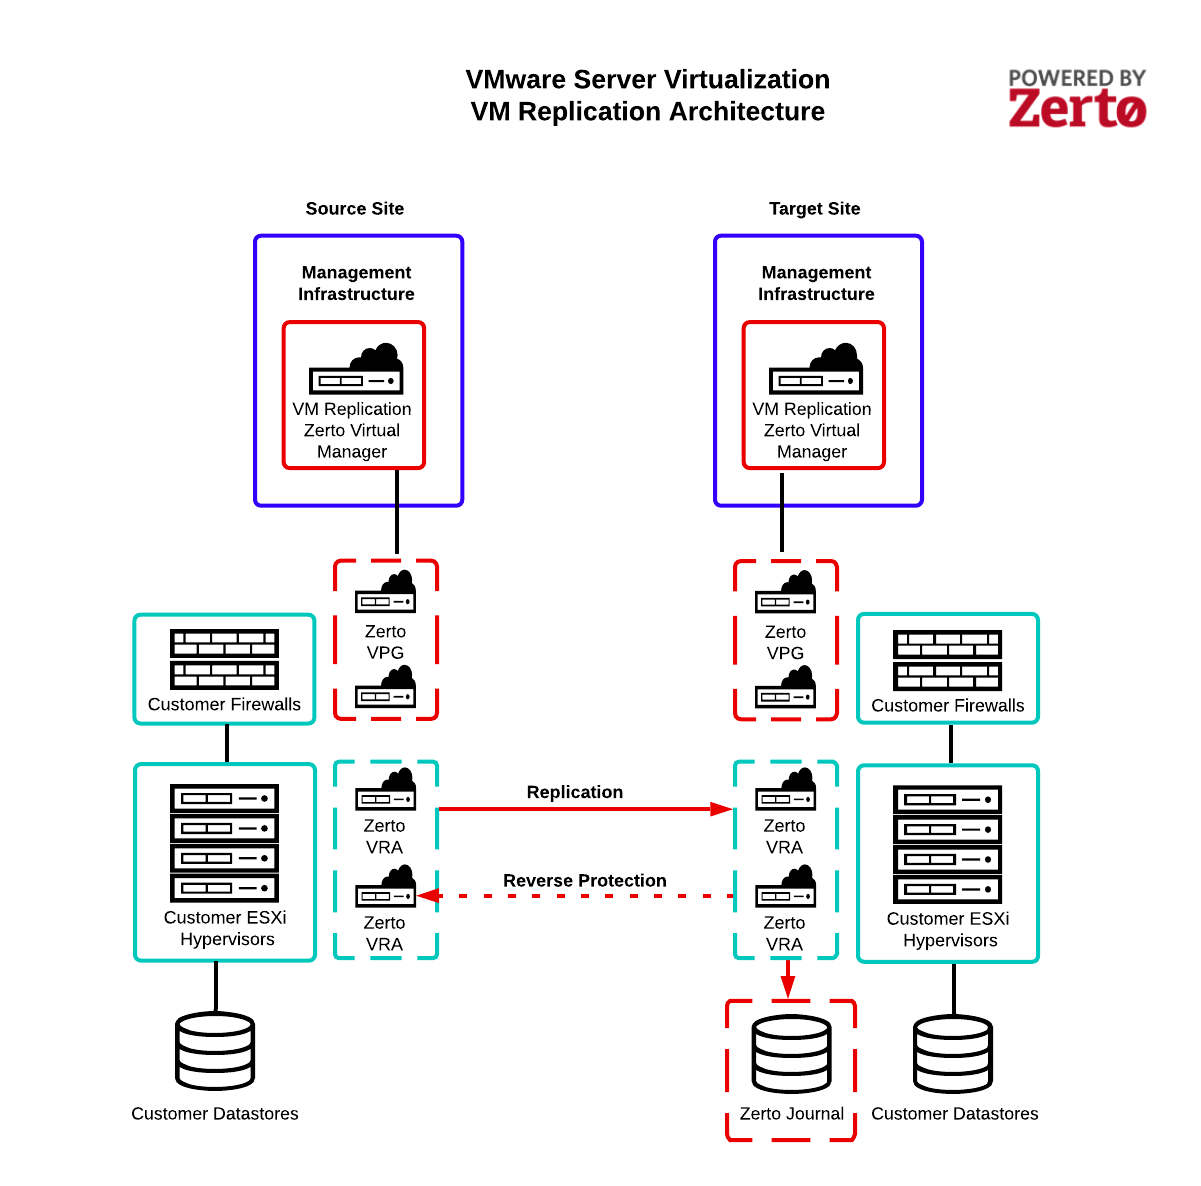 VMware Server Virtualization
VM Replication Architecture
POWERED BY
Zertø
Source Site
Target Site
Management
Infrastructure
Management
Infrastructure
VM Replication
Zerto Virtual
Manager
VM Replication
Zerto Virtual
Manager
Zerto
VPG
Zerto
VPG
Customer Firewalls
Customer Firewalls
Replication
Zerto
VRA
Zerto
VRA
Reverse Protection
Customer ESXi
Hypervisors
Zerto
VRA
Zerto
VRA
Customer ESXi
Hypervisors
Customer Datastores
Zerto Journal
Customer Datastores